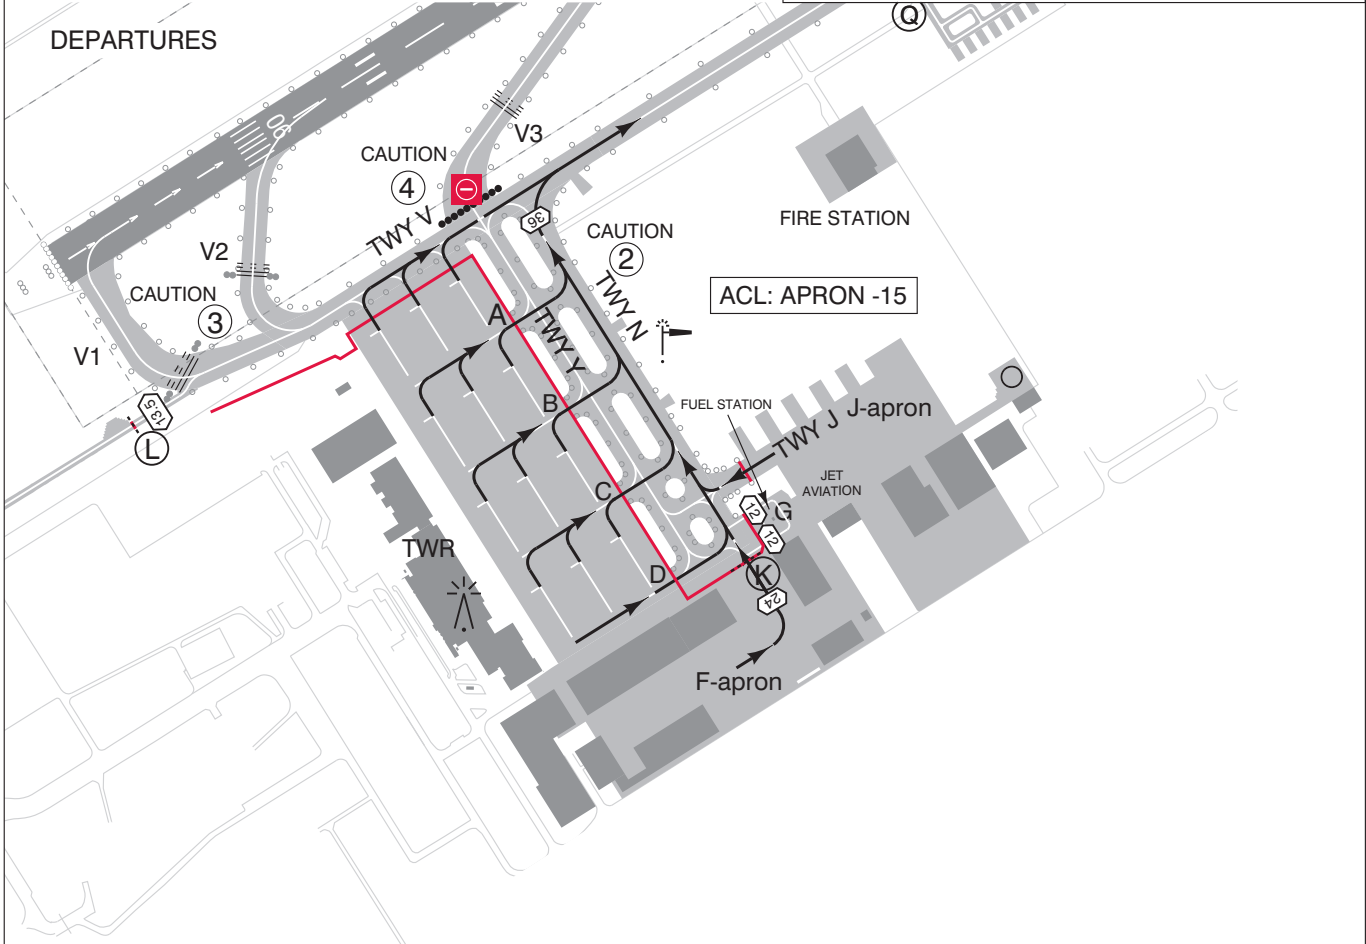 Q
DEPARTURES
06
V3
CAUTION
4
TWY V
36
CAUTION
2
FIRE STATION
V2
CAUTION
3
TWY N
ACL: APRON -15
A
TWY Y
V1
B
FUEL STATION
J-apron
13.5
L
TWY J
C
JET
AVIATION
12
G
12
TWR
D
K
24
F-apron